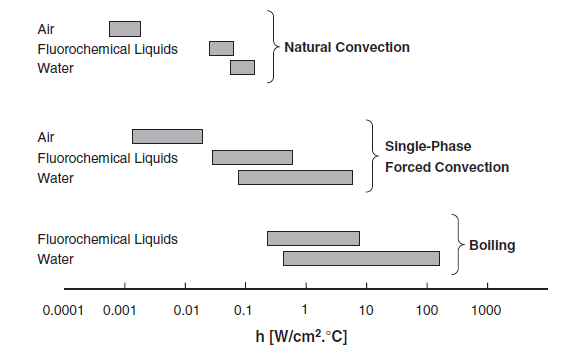 Air
Fluorochemical Liquids
Water
Natural Convection
Air
Fluorochemical Liquids
Water
Single-Phase
Forced Convection
Fluorochemical Liquids
Water
Boiling
0.0001 0.001 0.01 0.1 1 10 100 1000
h [W/cm².°C]